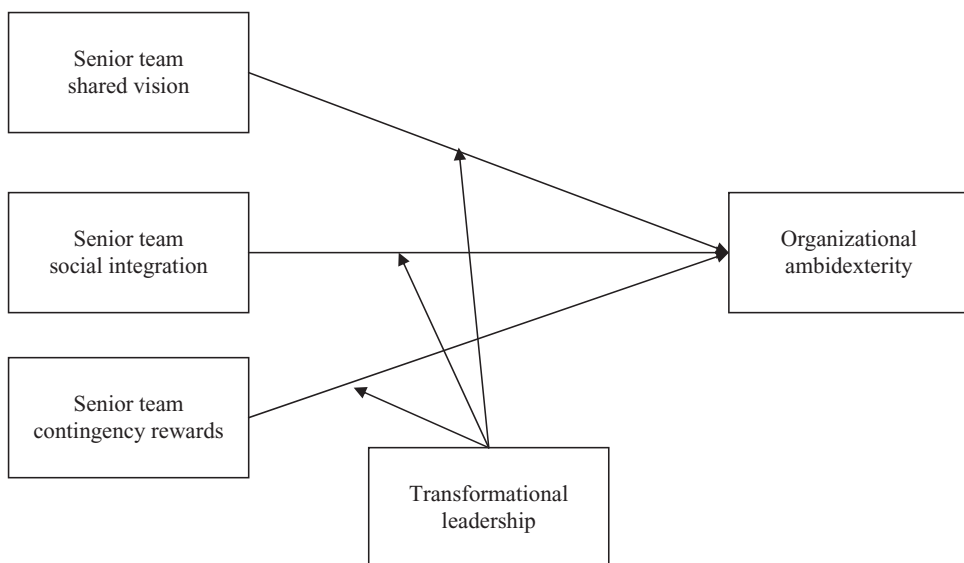 Senior team
shared vision
Senior team
social integration
Organizational
ambidexterity
Senior team
contingency rewards
Transformational
leadership